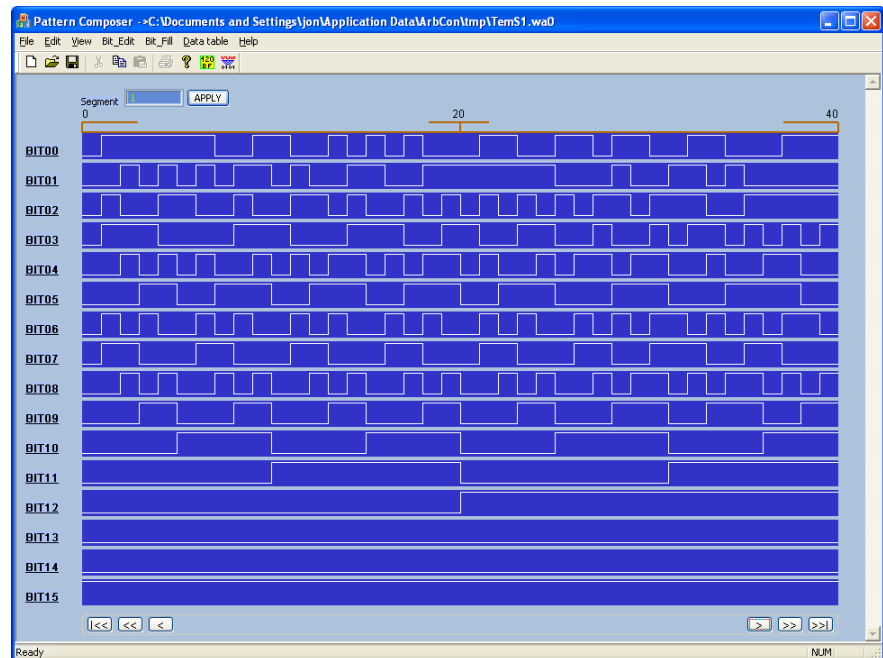 Pattern Composer ->C:\Documents and Settings\jon\Application Data\ArbCon\tmp\TemS1.wa0
File Edit View Bit_Edit Bit_Fill Data table Help
Segment 1 APPLY
0 20 40
BIT00
BIT01
BIT02
BIT03
BIT04
BIT05
BIT06
BIT07
BIT08
BIT09
BIT10
BIT11
BIT12
BIT13
BIT14
BIT15
|<< << < > >> >>|
Ready NUM